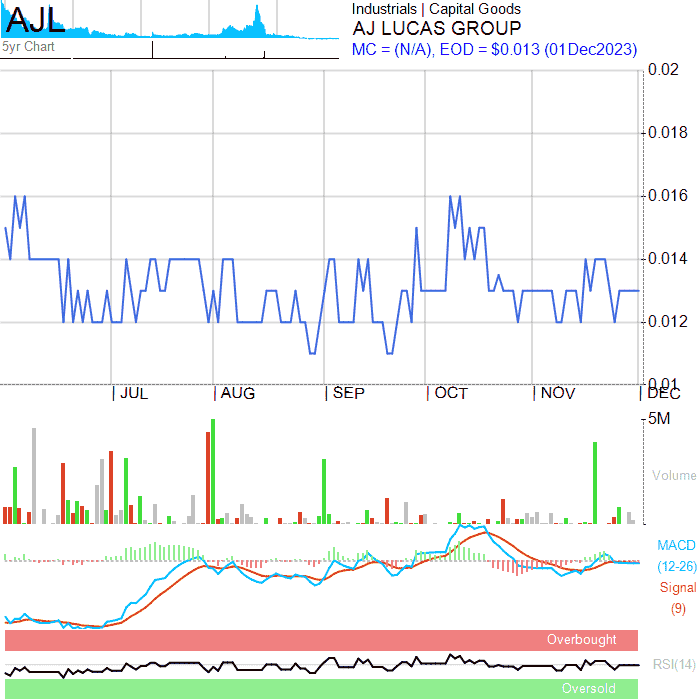 AJL
5yr Chart
Industrials | Capital Goods
AJ LUCAS GROUP
MC = (N/A), EOD = $0.013 (01Dec2023)
0.02
0.018
0.016
0.014
0.012
0.01
JUL AUG SEP OCT NOV DEC
5M
Volume
MACD
(12-26)
Signal
(9)
Overbought
RSI(14)
Oversold